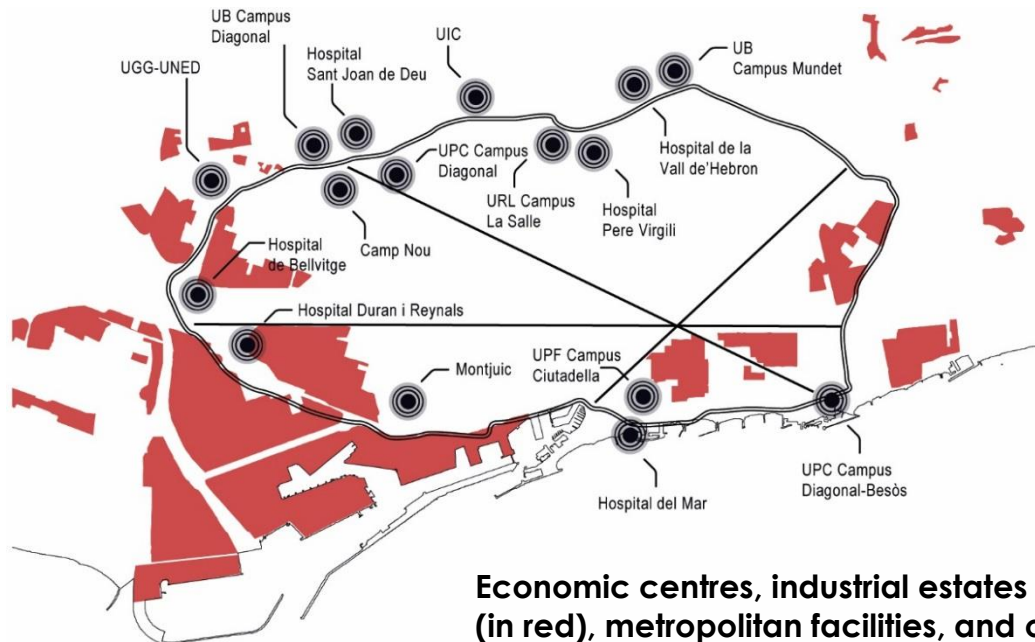 UB Campus
Diagonal
Hospital
Sant Joan de Deu
UIC
UB
Campus Mundet
UGG-UNED
UPC Campus
Diagonal
URL Campus
La Salle
Hospital
Pere Virgili
Hospital de la
Vall de'Hebron
Hospital
de Bellvitge
Camp Nou
Hospital Duran i Reynals
Montjuic
UPF Campus
Ciutadella
Hospital del Mar
UPC Campus
Diagonal-Besòs
Economic centres, industrial estates
(in red), metropolitan facilities, and